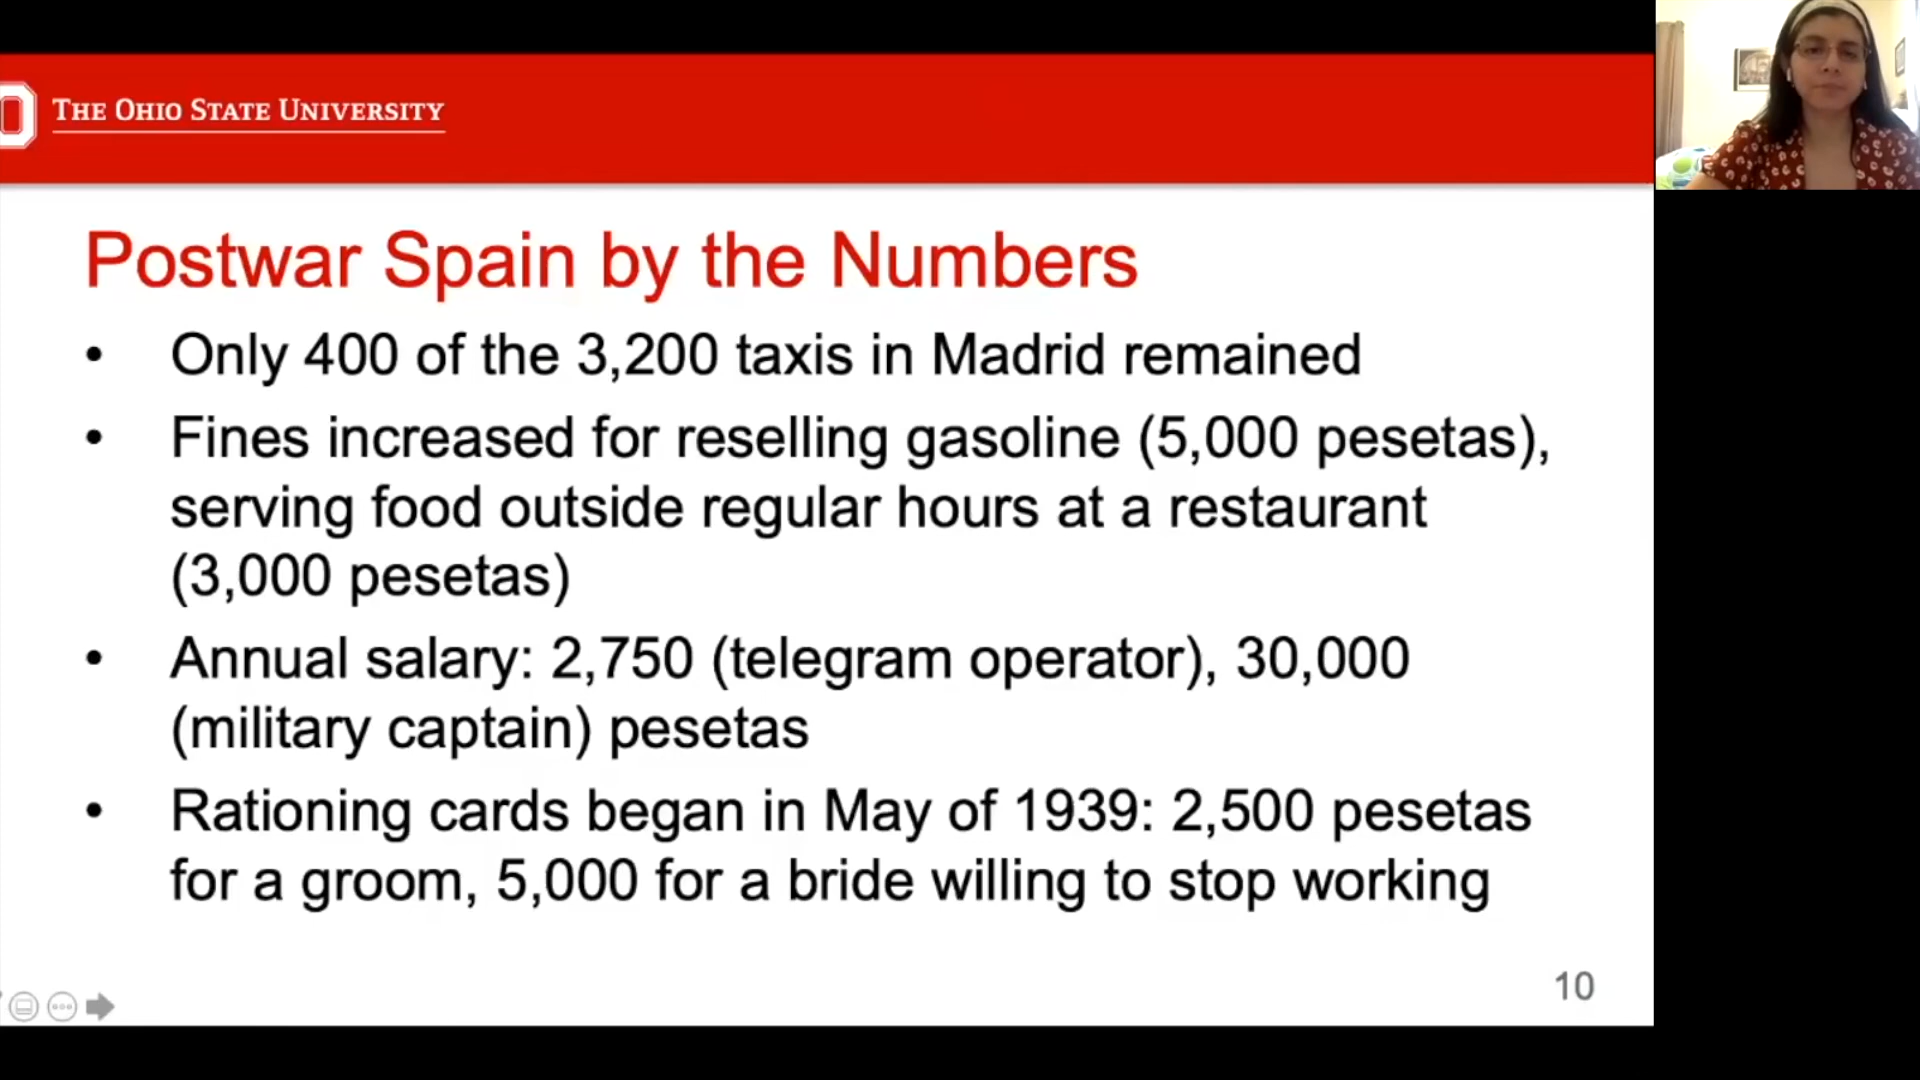 THE OHIO STATE UNIVERSITY
Postwar Spain by the Numbers
• Only 400 of the 3,200 taxis in Madrid remained
• Fines increased for reselling gasoline (5,000 pesetas),
serving food outside regular hours at a restaurant
(3,000 pesetas)
• Annual salary: 2,750 (telegram operator), 30,000
(military captain) pesetas
• Rationing cards began in May of 1939: 2,500 pesetas
for a groom, 5,000 for a bride willing to stop working
10